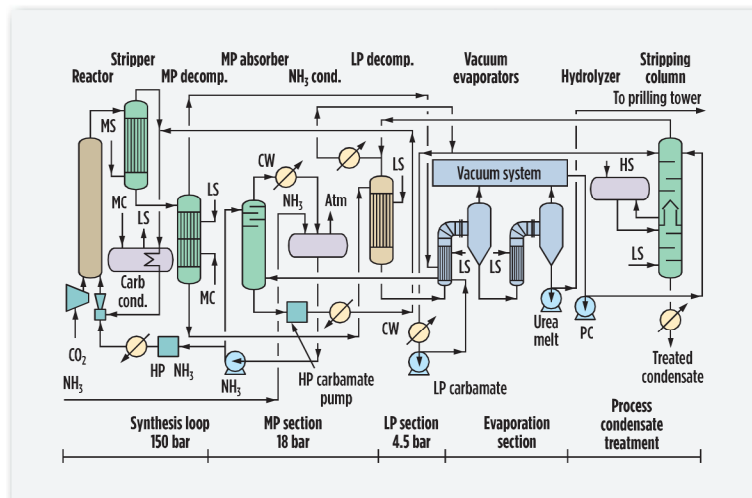 Reactor
Stripper
MP decomp.
MP absorber
NH₃ cond.
LP decomp.
Vacuum
evaporators
Hydrolyzer
Stripping
column
To prilling tower
MS
CW
LS
HS
Vacuum system
MC
LS
LS
NH₃
Atm
LS
LS
LS
Carb
cond.
MC
CW
Urea
melt
PC
CO₂
NH₃
HP
NH₃
NH₃
HP carbamate
pump
LP carbamate
Treated
condensate
Synthesis loop
150 bar
MP section
18 bar
LP section
4.5 bar
Evaporation
section
Process
condensate
treatment